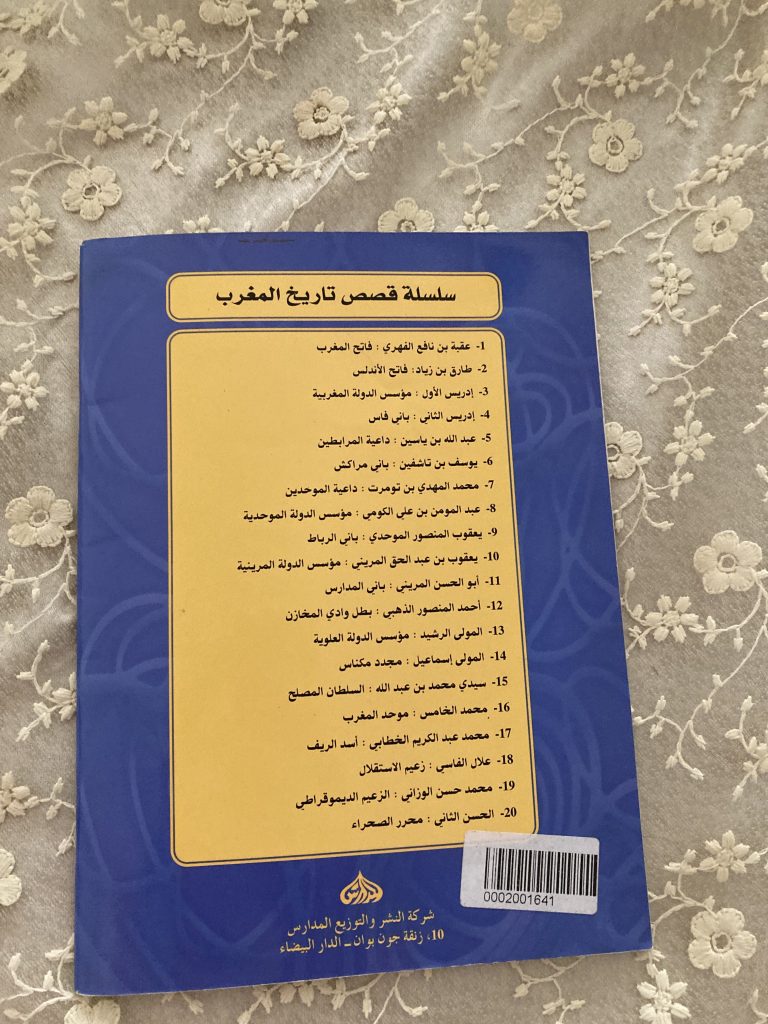 سلسلة قصص تاريخ المغرب
1- عقبة بن نافع الفهري : فاتح المغرب
2- طارق بن زياد: فاتح الأندلس
3- إدريس الأول : مؤسس الدولة المغربية
4- إدريس الثاني : باني فاس
5- عبد الله بن ياسين : داعية المرابطين
6- يوسف بن تاشفين : باني مراكش
7- محمد المهدي بن تومرت : داعية الموحدين
8- عبد المومن بن علي الكومي : مؤسس الدولة الموحدية
9- يعقوب المنصور الموحدي : باني الرباط
10- يعقوب بن عبد الحق المريني : مؤسس الدولة المرينية
11- أبو الحسن المريني : باني المدارس
12- أحمد المنصور الذهبي : بطل وادي المخازن
13- المولى الرشيد : مؤسس الدولة العلوية
14- المولى إسماعيل : مجدد مكناس
15- سيدي محمد بن عبد الله : السلطان المصلح
16- محمد الخامس : موحد المغرب
17- محمد عبد الكريم الخطابي : أسد الريف
18- علال الفاسي : زعيم الاستقلال
19- محمد حسن الوزاني : الزعيم الديموقراطي
20- الحسن الثاني : محرر الصحراء
0002001641
المدارس
شركة النشر والتوزيع المدارس
10، زنقة جون بوان - الدار البيضاء